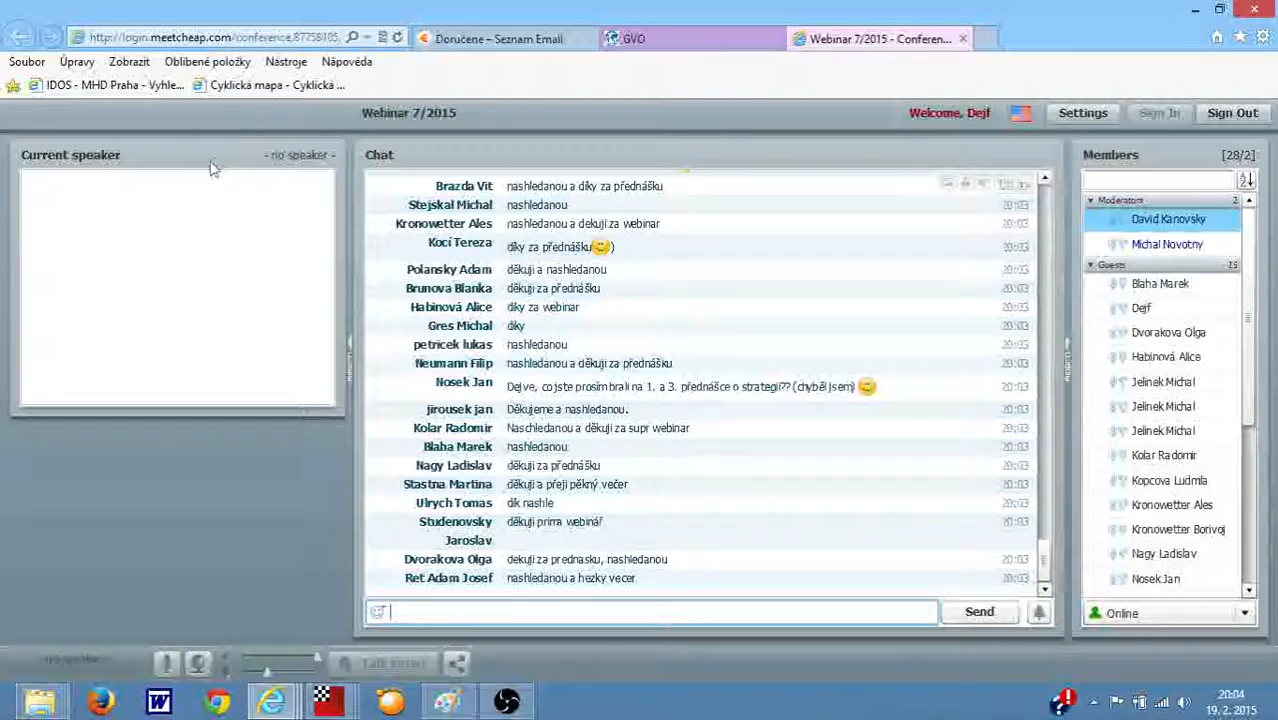 http://login.meetcheap.com/conference,87758105,
Doručene – Seznam Email
GVO
Webinar 7/2015 - Conferen...
Soubor Úpravy Zobrazit Oblíbené položky Nástroje Nápověda
IDOS - MHD Praha - Vyhle...
Cyklická mapa - Cyklická ...
Webinar 7/2015
Welcome, Dejf
Settings
Sign In
Sign Out
Current speaker
- no speaker -
Chat
Members
[28/2]
Brazda Vit nashledanou a díky za přednášku
Stejskal Michal nashledanou 20:03
Kronowetter Ales nashledanou a dekuji za webinar 20:03
Kocí Tereza díky za přednášku ) 20:03
Polansky Adam děkuji a nashledanou 20:03
Brunova Blanka děkuji za přednášku 20:03
Habinová Alice díky za webinar 20:03
Gres Michal díky 20:03
petricek lukas nashledanou 20:03
Neumann Filip nashledanou a děkuji za přednášku 20:03
Nosek Jan Dejve, co jste prosím brali na 1. a 3. přednášce o strategii?? (chyběl jsem) 20:03
jirousek jan Děkujeme a nashledanou. 20:03
Kolar Radomir Naschledanou a děkuji za supr webinar 20:03
Blaha Marek nashledanou 20:03
Nagy Ladislav děkuji za přednášku 20:03
Stastna Martina děkuji a přeji pěkný večer 20:03
Ulrych Tomas dik nashle 20:03
Studenovsky děkuji prima webinář 20:03
Jaroslav
Dvorakova Olga dekuji za prednasku, nashledanou 20:03
Ret Adam Josef nashledanou a hezky vecer 20:03
Send
Moderators 2
David Kanovsky
Michal Novotny
Guests
Blaha Marek
Dejf
Dvorakova Olga
Habinová Alice
Jelinek Michal
Jelinek Michal
Jelinek Michal
Kolar Radomir
Kopcova Ludmila
Kronowetter Ales
Kronowetter Borivoj
Nagy Ladislav
Nosek Jan
Online
no speaker
20:04
19. 2. 2015